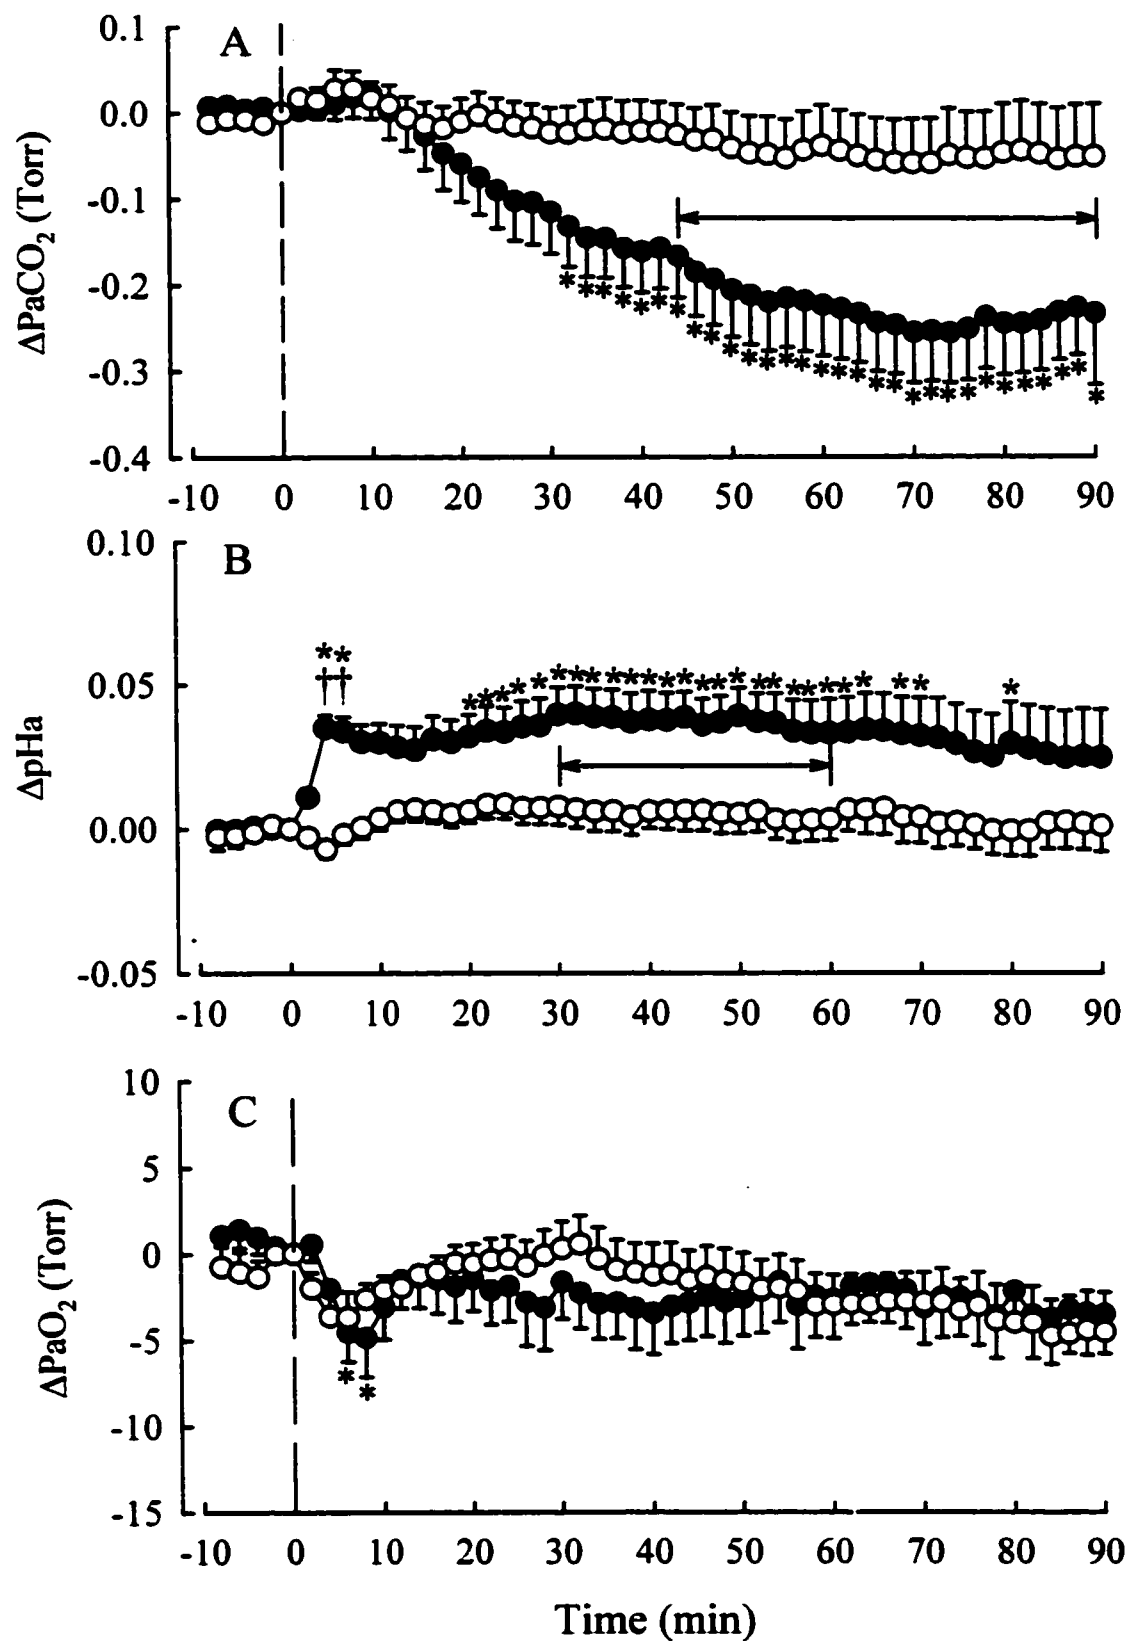 A
ΔPaCO₂ (Torr)
0.1
0.0
-0.1
-0.2
-0.3
-0.4
* * * * * * * * * * * * * * * * * * * * * * * * * * * * * *
-10 0 10 20 30 40 50 60 70 80 90
B
ΔpHa
0.10
0.05
0.00
-0.05
* *
† †
* * * * * * * * * * * * * * * * * * * * * * * * *
-10 0 10 20 30 40 50 60 70 80 90
C
ΔPaO₂ (Torr)
10
5
0
-5
-10
-15
* *
-10 0 10 20 30 40 50 60 70 80 90
Time (min)